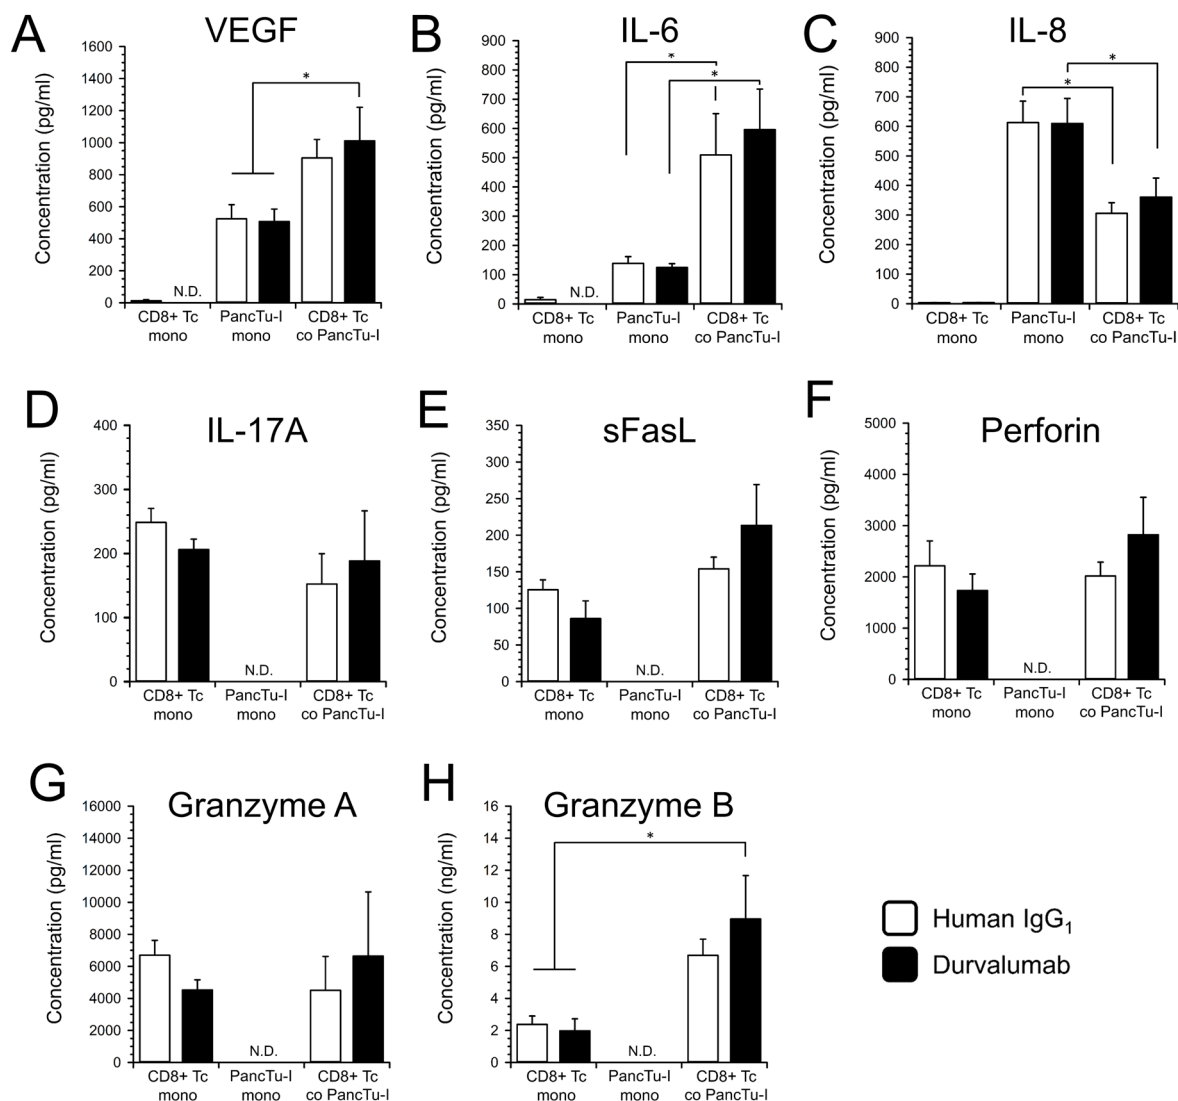 A
VEGF
Concentration (pg/ml)
1600
1400
1200
1000
800
600
400
200
0
*
N.D.
CD8+ Tc
mono
PancTu-I
mono
CD8+ Tc
co PancTu-I
B
IL-6
Concentration (pg/ml)
900
800
700
600
500
400
300
200
100
0
*
*
N.D.
CD8+ Tc
mono
PancTu-I
mono
CD8+ Tc
co PancTu-I
C
IL-8
Concentration (pg/ml)
900
800
700
600
500
400
300
200
100
0
*
*
CD8+ Tc
mono
PancTu-I
mono
CD8+ Tc
co PancTu-I
D
IL-17A
Concentration (pg/ml)
400
300
200
100
0
N.D.
CD8+ Tc
mono
PancTu-I
mono
CD8+ Tc
co PancTu-I
E
sFasL
Concentration (pg/ml)
350
300
250
200
150
100
50
0
N.D.
CD8+ Tc
mono
PancTu-I
mono
CD8+ Tc
co PancTu-I
F
Perforin
Concentration (pg/ml)
5000
4000
3000
2000
1000
0
N.D.
CD8+ Tc
mono
PancTu-I
mono
CD8+ Tc
co PancTu-I
G
Granzyme A
Concentration (pg/ml)
16000
14000
12000
10000
8000
6000
4000
2000
0
N.D.
CD8+ Tc
mono
PancTu-I
mono
CD8+ Tc
co PancTu-I
H
Granzyme B
Concentration (ng/ml)
16
14
12
10
8
6
4
2
0
*
N.D.
CD8+ Tc
mono
PancTu-I
mono
CD8+ Tc
co PancTu-I
Human IgG₁
Durvalumab